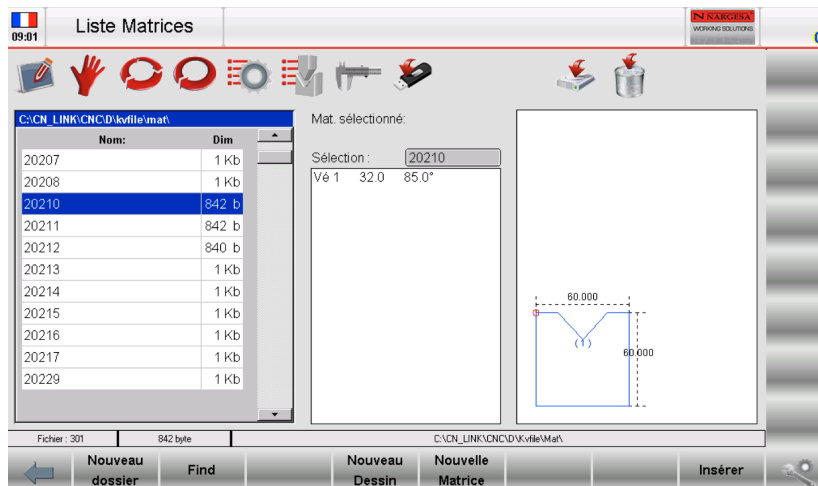 Liste Matrices
09:01
N NARGESA
WORKING SOLUTIONS
C:\CN_LINK\CNC\D\kvfile\mat\
Nom: Dim
20207 1 Kb
20208 1 Kb
20210 842 b
20211 842 b
20212 840 b
20213 1 Kb
20214 1 Kb
20215 1 Kb
20216 1 Kb
20217 1 Kb
20229 1 Kb
Mat. sélectionné:
Sélection : 20210
Vé 1 32.0 85.0°
60.000
(1)
60.000
Fichier : 301 842 byte C:\CN_LINK\CNC\D\Kvfile\Mat\
Nouveau dossier
Find
Nouveau Dessin
Nouvelle Matrice
Insérer